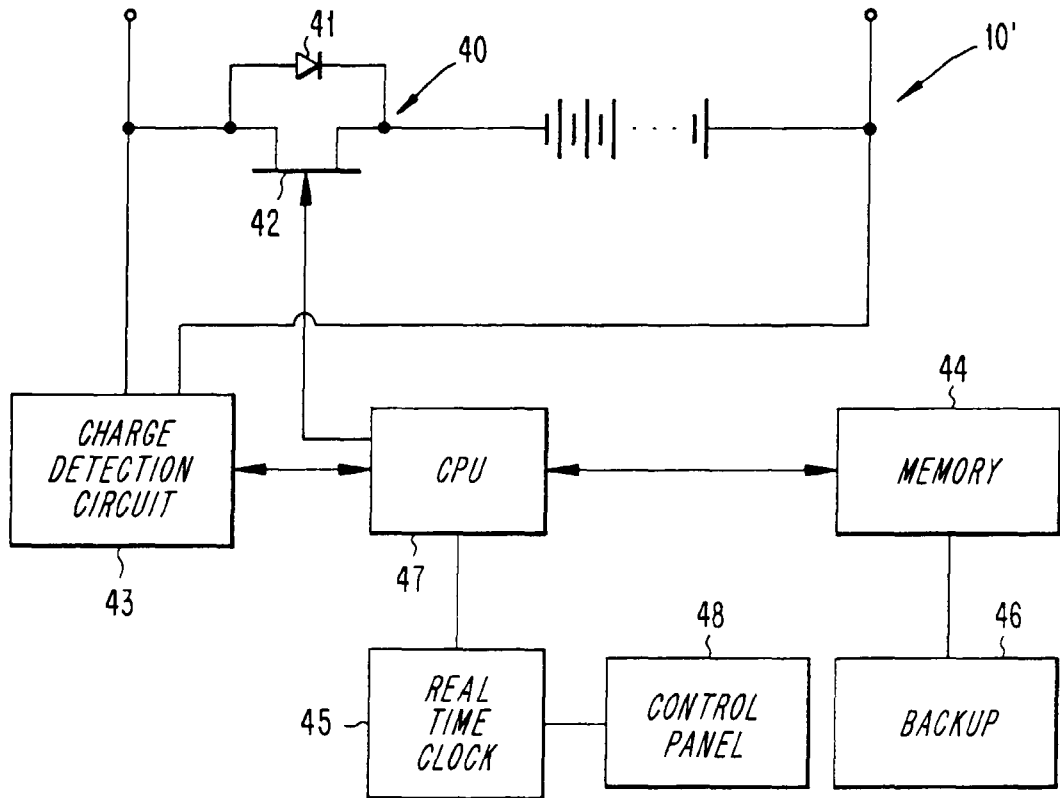 41
40
10'
42
CHARGE
DETECTION
CIRCUIT
43
CPU
47
44
MEMORY
45
REAL
TIME
CLOCK
48
CONTROL
PANEL
46
BACKUP